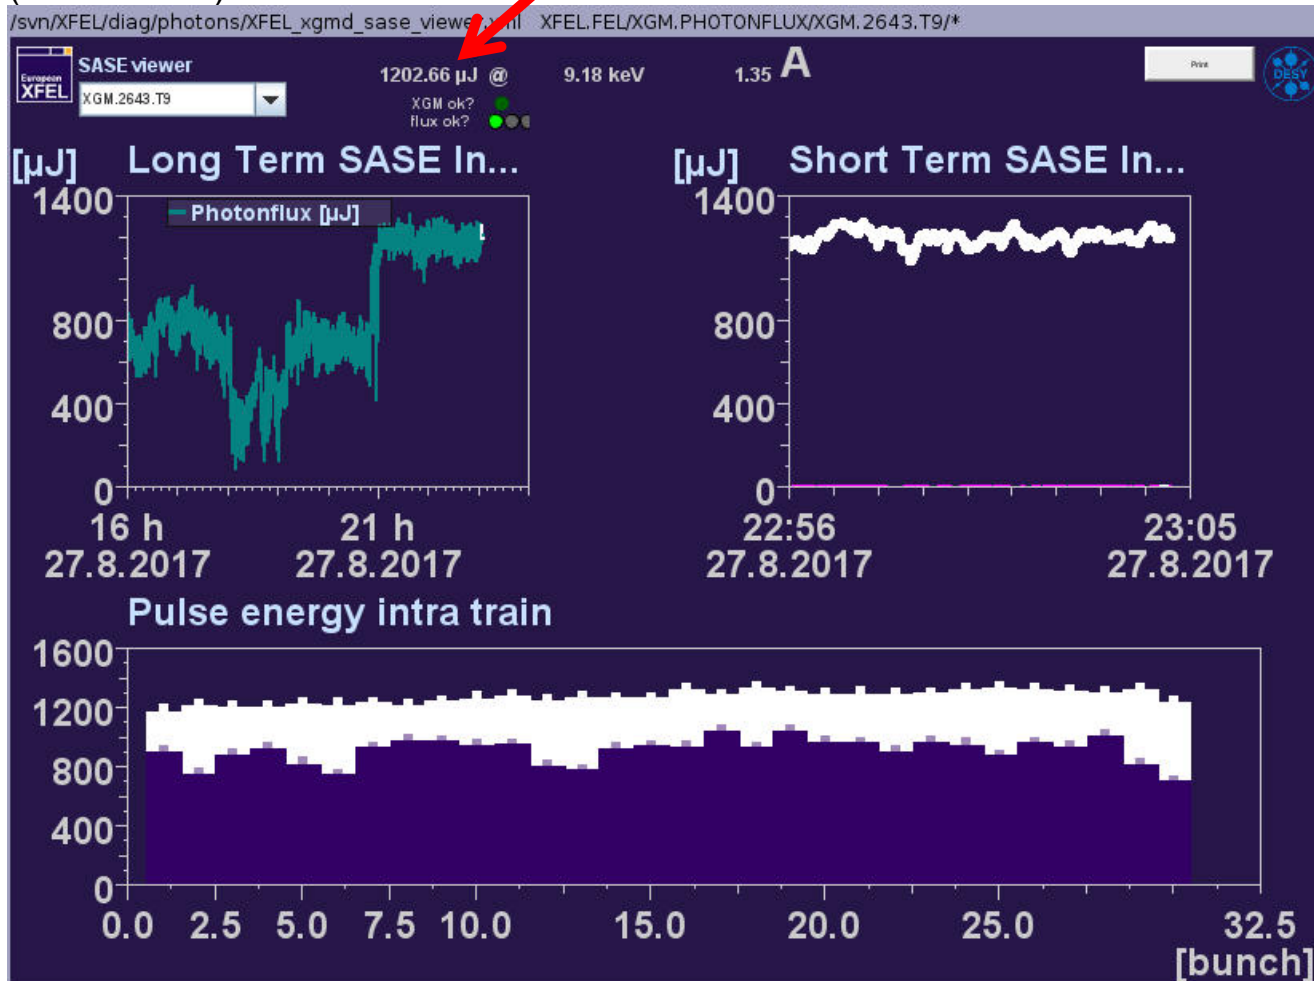 /svn/XFEL/diag/photons/XFEL_xgmd_sase_viewer.xml XFEL.FEL/XGM.PHOTONFLUX/XGM.2643.T9/*
European
XFEL
SASE viewer
XGM.2643.T9
1202.66 µJ @ 9.18 keV 1.35 A
XGM ok?
flux ok?
Print
DESY
[µJ] Long Term SASE In...
1400
Photonflux [µJ]
800
400
0
16 h 21 h
27.8.2017 27.8.2017
[µJ] Short Term SASE In...
1400
800
400
0
22:56 23:05
27.8.2017 27.8.2017
Pulse energy intra train
1600
1200
800
400
0
0.0 2.5 5.0 7.5 10.0 15.0 20.0 25.0 32.5
[bunch]